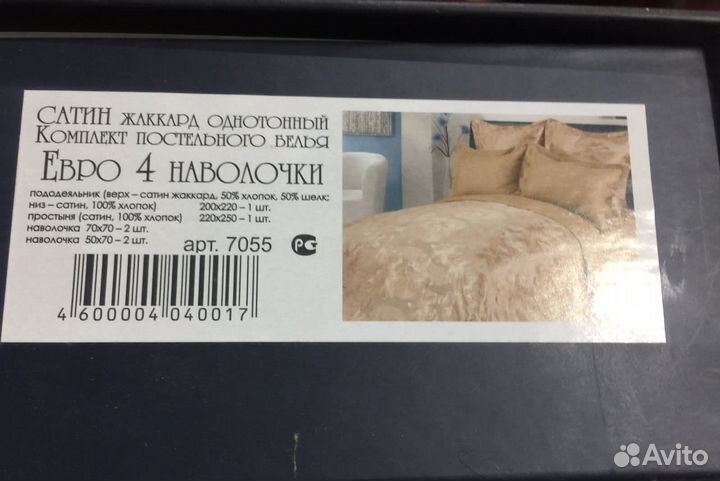 Сатин жаккард однотонный
Комплект постельного белья
Евро 4 наволочки
пододеяльник (верх – сатин жаккард, 50% хлопок, 50% шелк;
низ – сатин, 100% хлопок) 200х220 – 1 шт.
простыня (сатин, 100% хлопок) 220х250 – 1 шт.
наволочка 70х70 – 2 шт.
наволочка 50х70 – 2 шт.
арт. 7055
РС
4 600004 040017
Avito